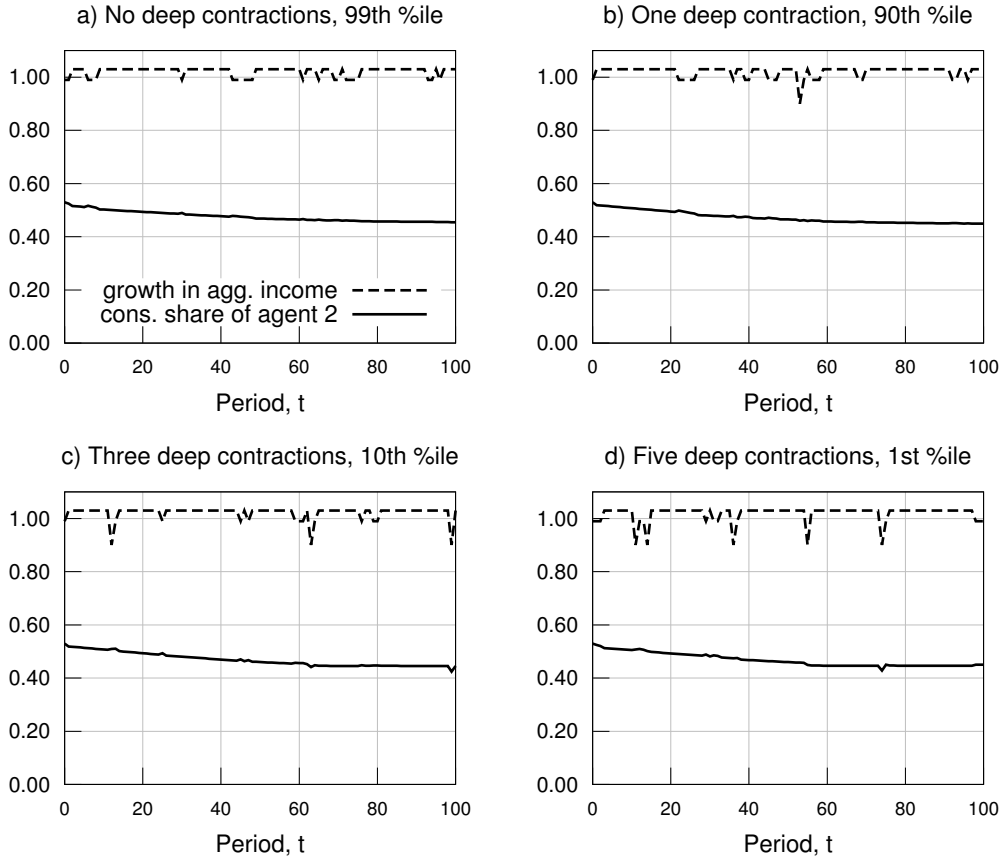 a) No deep contractions, 99th %ile
1.00
0.80
0.60
0.40
0.20
0.00
growth in agg. income
cons. share of agent 2
0 20 40 60 80 100
Period, t
b) One deep contraction, 90th %ile
1.00
0.80
0.60
0.40
0.20
0.00
0 20 40 60 80 100
Period, t
c) Three deep contractions, 10th %ile
1.00
0.80
0.60
0.40
0.20
0.00
0 20 40 60 80 100
Period, t
d) Five deep contractions, 1st %ile
1.00
0.80
0.60
0.40
0.20
0.00
0 20 40 60 80 100
Period, t